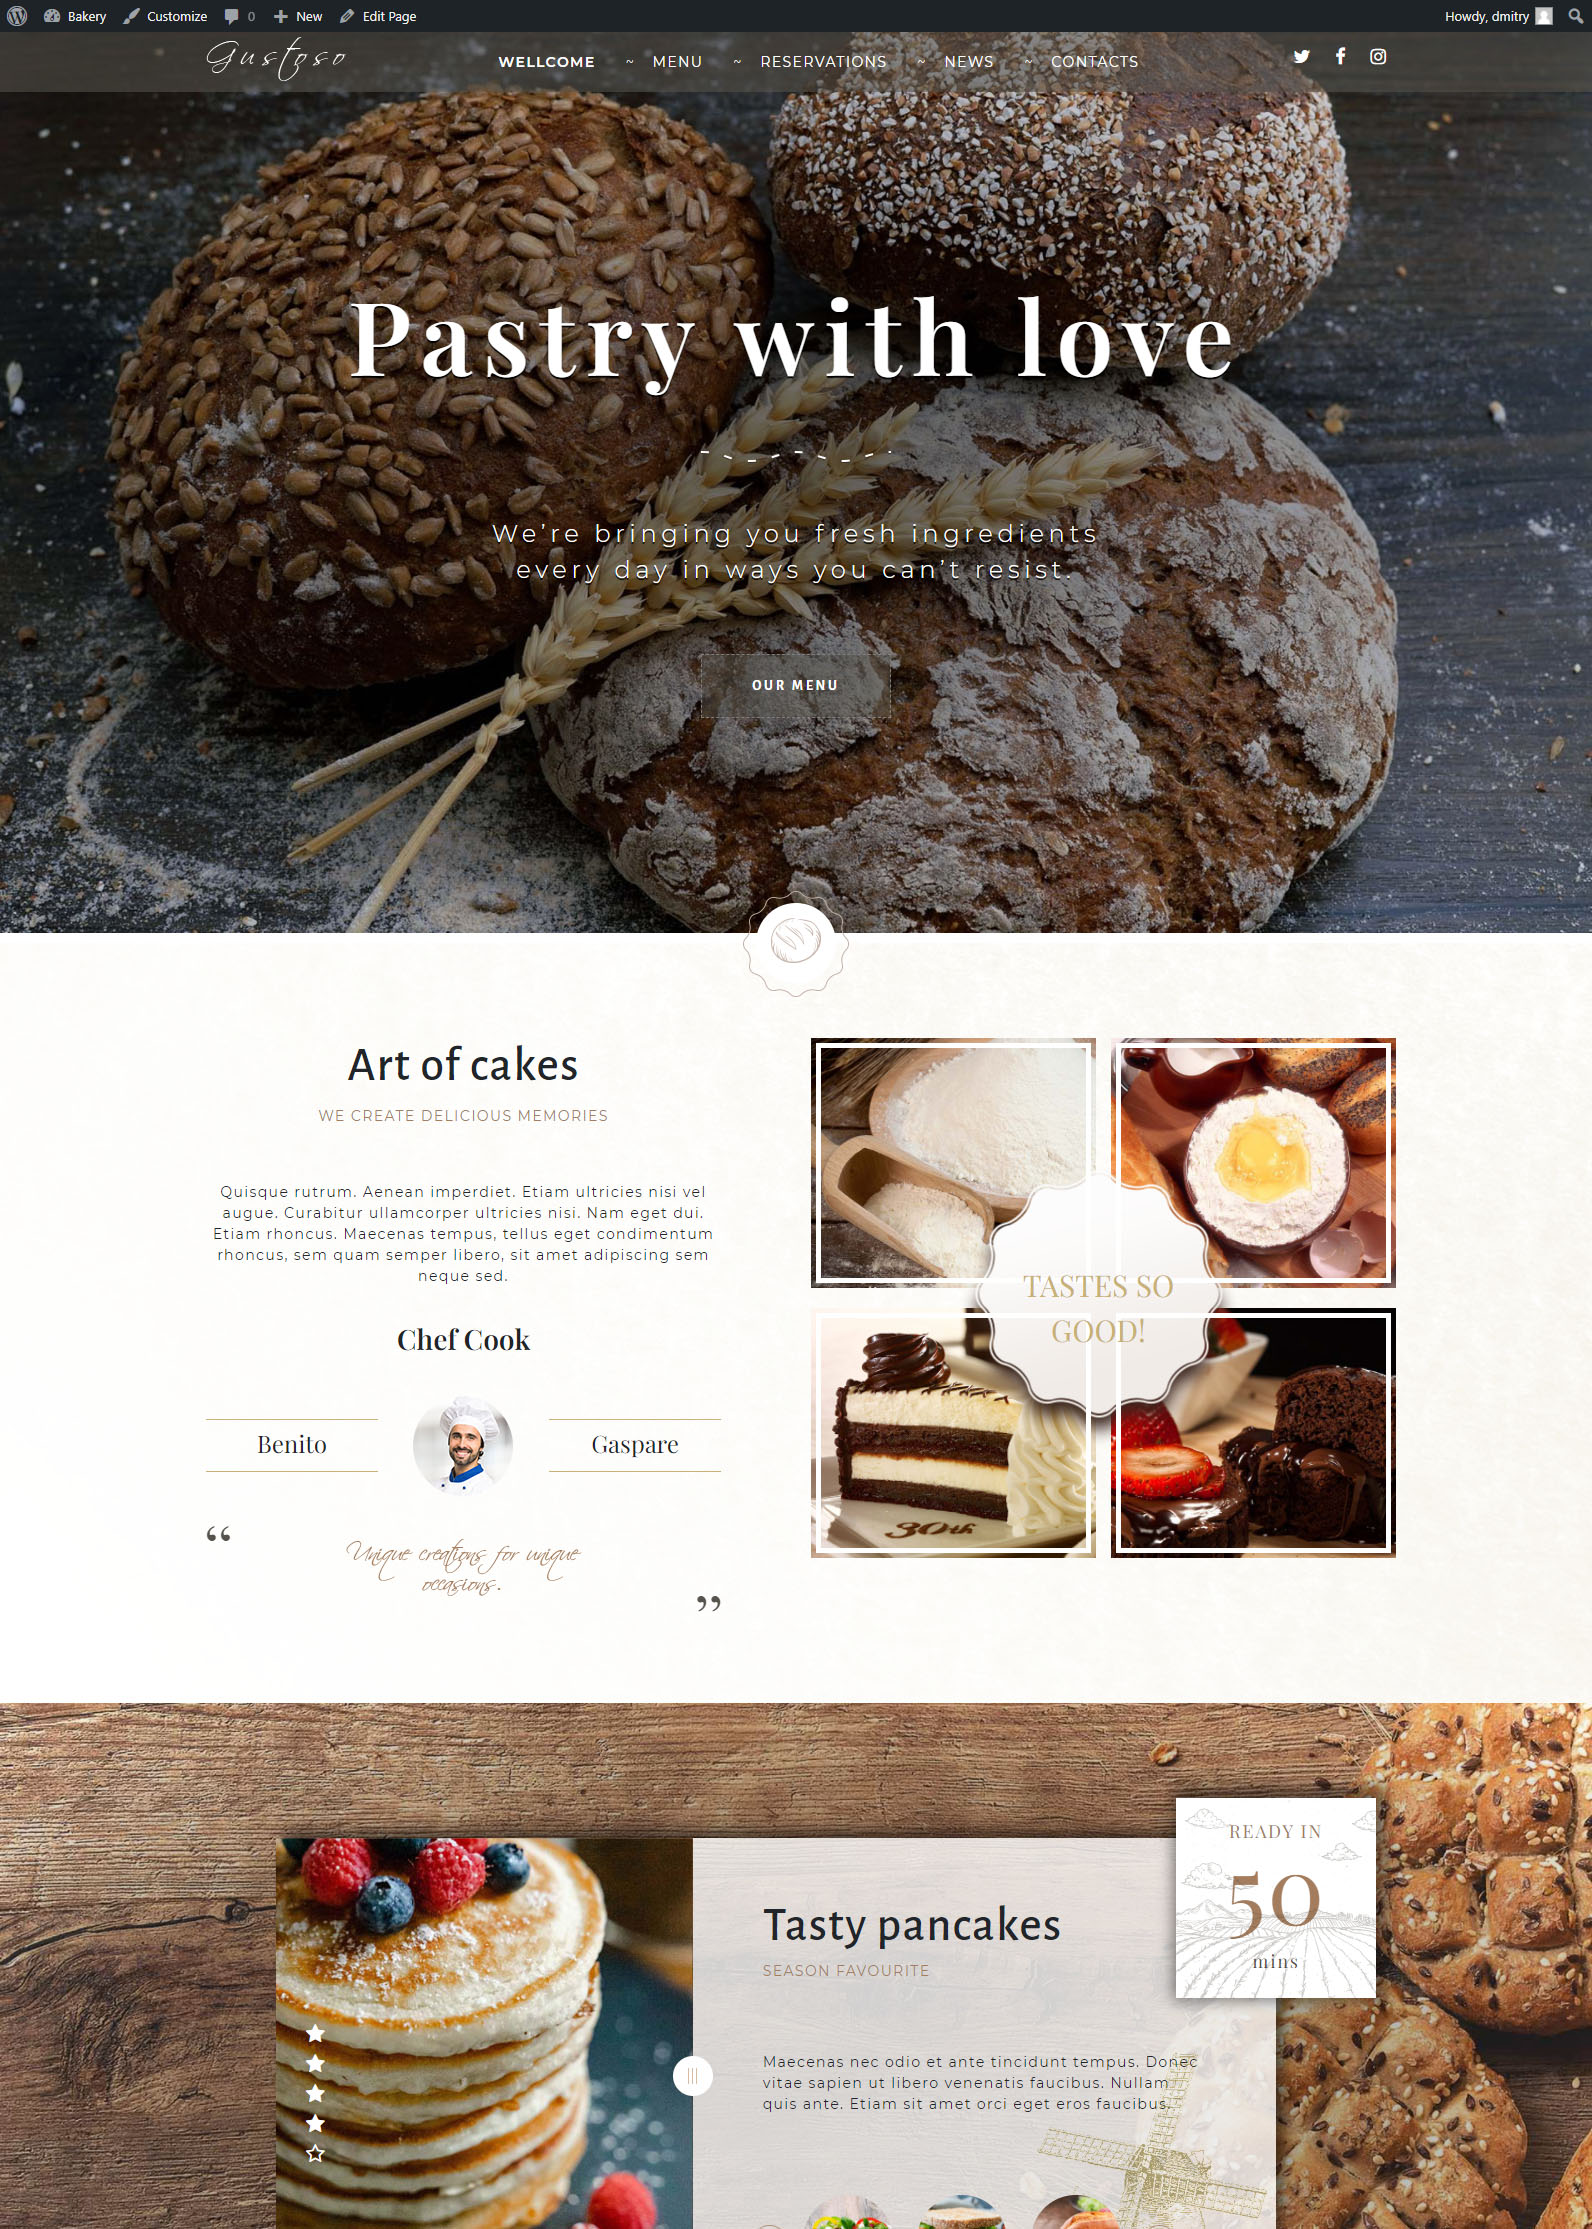 Bakery Customize 0 New Edit Page Howdy, dmitry
Gustoso
WELLCOME ~ MENU ~ RESERVATIONS ~ NEWS ~ CONTACTS
Pastry with love
We're bringing you fresh ingredients
every day in ways you can't resist.
OUR MENU
Art of cakes
WE CREATE DELICIOUS MEMORIES
Quisque rutrum. Aenean imperdiet. Etiam ultricies nisi vel
augue. Curabitur ullamcorper ultricies nisi. Nam eget dui.
Etiam rhoncus. Maecenas tempus, tellus eget condimentum
rhoncus, sem quam semper libero, sit amet adipiscing sem
neque sed.
Chef Cook
Benito
Gaspare
“ Unique creations for unique
occasions. ”
TASTES SO
GOOD!
30th
READY IN
50
mins
Tasty pancakes
SEASON FAVOURITE
Maecenas nec odio et ante tincidunt tempus. Donec
vitae sapien ut libero venenatis faucibus. Nullam
quis ante. Etiam sit amet orci eget eros faucibus.